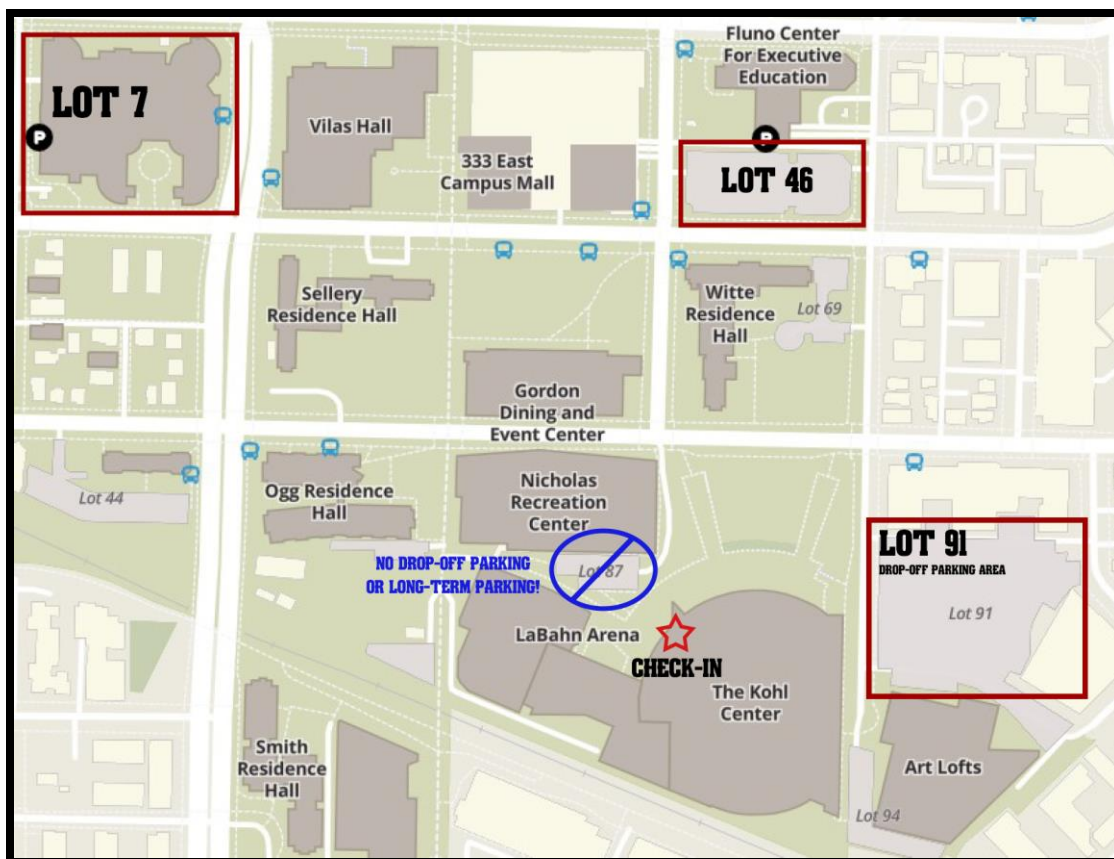 Fluno Center
For Executive
Education
LOT 7
P
Vilas Hall
333 East
Campus Mall
P
LOT 46
Sellery
Residence Hall
Witte
Residence
Hall
Lot 69
Gordon
Dining and
Event Center
Lot 44
Ogg Residence
Hall
Nicholas
Recreation
Center
NO DROP-OFF PARKING
OR LONG-TERM PARKING!
Lot 87
LOT 91
DROP-OFF PARKING AREA
Lot 91
LaBahn Arena
CHECK-IN
The Kohl
Center
Smith
Residence
Hall
Art Lofts
Lot 94